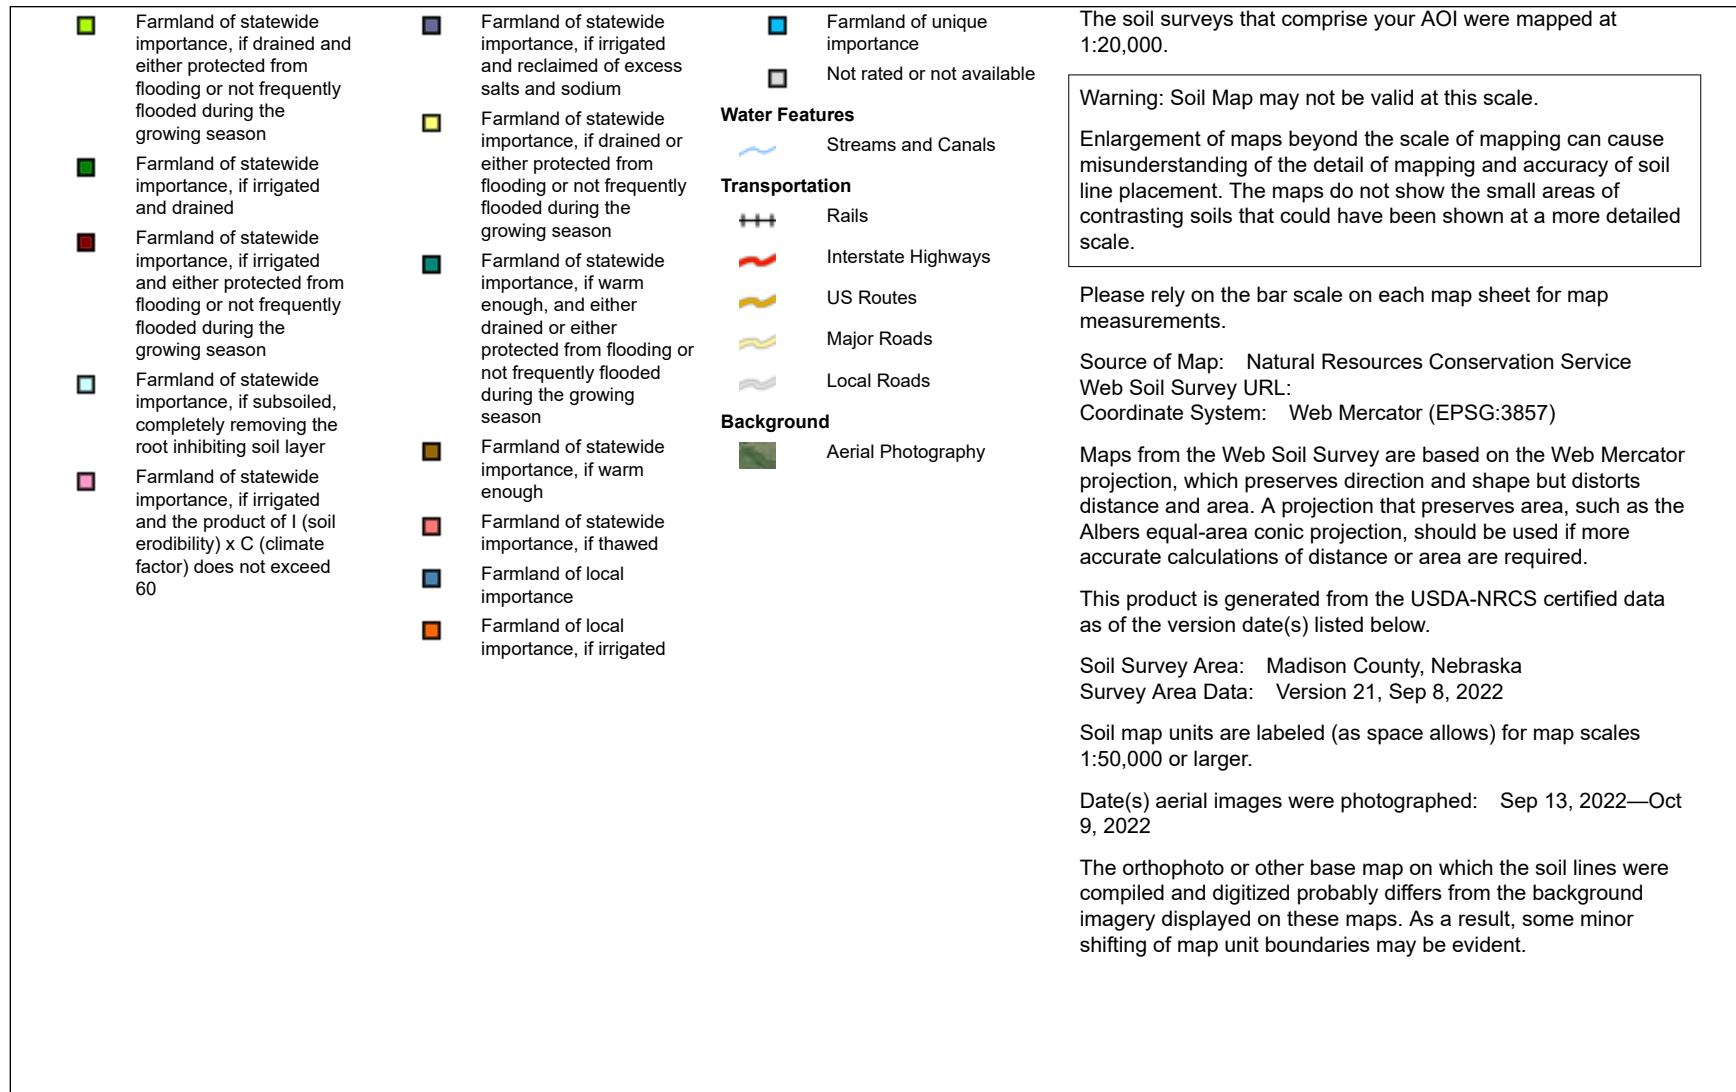 Farmland of statewide
importance, if drained and
either protected from
flooding or not frequently
flooded during the
growing season
Farmland of statewide
importance, if irrigated
and drained
Farmland of statewide
importance, if irrigated
and either protected from
flooding or not frequently
flooded during the
growing season
Farmland of statewide
importance, if subsoiled,
completely removing the
root inhibiting soil layer
Farmland of statewide
importance, if irrigated
and the product of I (soil
erodibility) x C (climate
factor) does not exceed
60
Farmland of statewide
importance, if irrigated
and reclaimed of excess
salts and sodium
Farmland of statewide
importance, if drained or
either protected from
flooding or not frequently
flooded during the
growing season
Farmland of statewide
importance, if warm
enough, and either
drained or either
protected from flooding or
not frequently flooded
during the growing
season
Farmland of statewide
importance, if warm
enough
Farmland of statewide
importance, if thawed
Farmland of local
importance
Farmland of local
importance, if irrigated
Farmland of unique
importance
Not rated or not available
Water Features
Streams and Canals
Transportation
Rails
Interstate Highways
US Routes
Major Roads
Local Roads
Background
Aerial Photography
The soil surveys that comprise your AOI were mapped at
1:20,000.
Warning: Soil Map may not be valid at this scale.
Enlargement of maps beyond the scale of mapping can cause
misunderstanding of the detail of mapping and accuracy of soil
line placement. The maps do not show the small areas of
contrasting soils that could have been shown at a more detailed
scale.
Please rely on the bar scale on each map sheet for map
measurements.
Source of Map: Natural Resources Conservation Service
Web Soil Survey URL:
Coordinate System: Web Mercator (EPSG:3857)
Maps from the Web Soil Survey are based on the Web Mercator
projection, which preserves direction and shape but distorts
distance and area. A projection that preserves area, such as the
Albers equal-area conic projection, should be used if more
accurate calculations of distance or area are required.
This product is generated from the USDA-NRCS certified data
as of the version date(s) listed below.
Soil Survey Area: Madison County, Nebraska
Survey Area Data: Version 21, Sep 8, 2022
Soil map units are labeled (as space allows) for map scales
1:50,000 or larger.
Date(s) aerial images were photographed: Sep 13, 2022—Oct
9, 2022
The orthophoto or other base map on which the soil lines were
compiled and digitized probably differs from the background
imagery displayed on these maps. As a result, some minor
shifting of map unit boundaries may be evident.